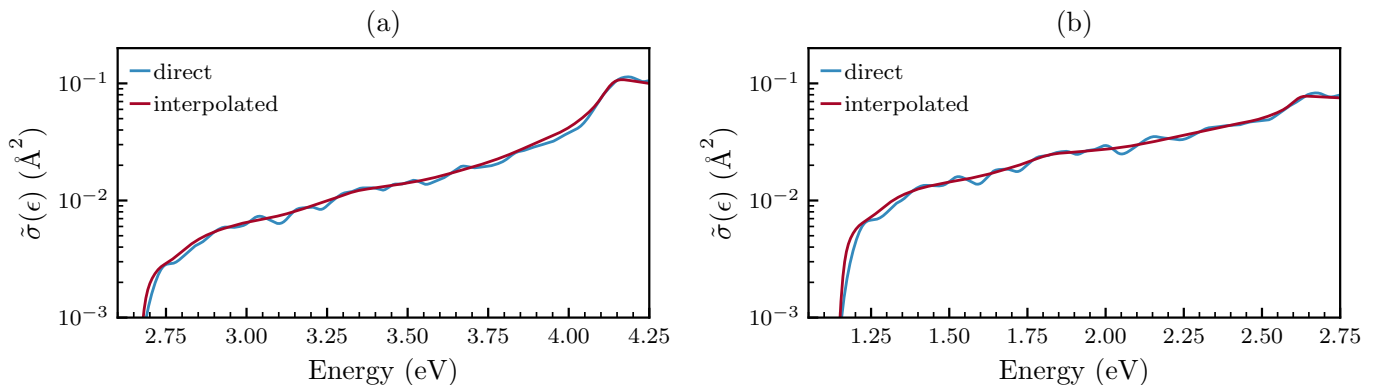 (a)
σ̃(ϵ) (Å²)
10⁻¹
10⁻²
10⁻³
direct
interpolated
2.75 3.00 3.25 3.50 3.75 4.00 4.25
Energy (eV)
(b)
σ̃(ϵ) (Å²)
10⁻¹
10⁻²
10⁻³
direct
interpolated
1.25 1.50 1.75 2.00 2.25 2.50 2.75
Energy (eV)